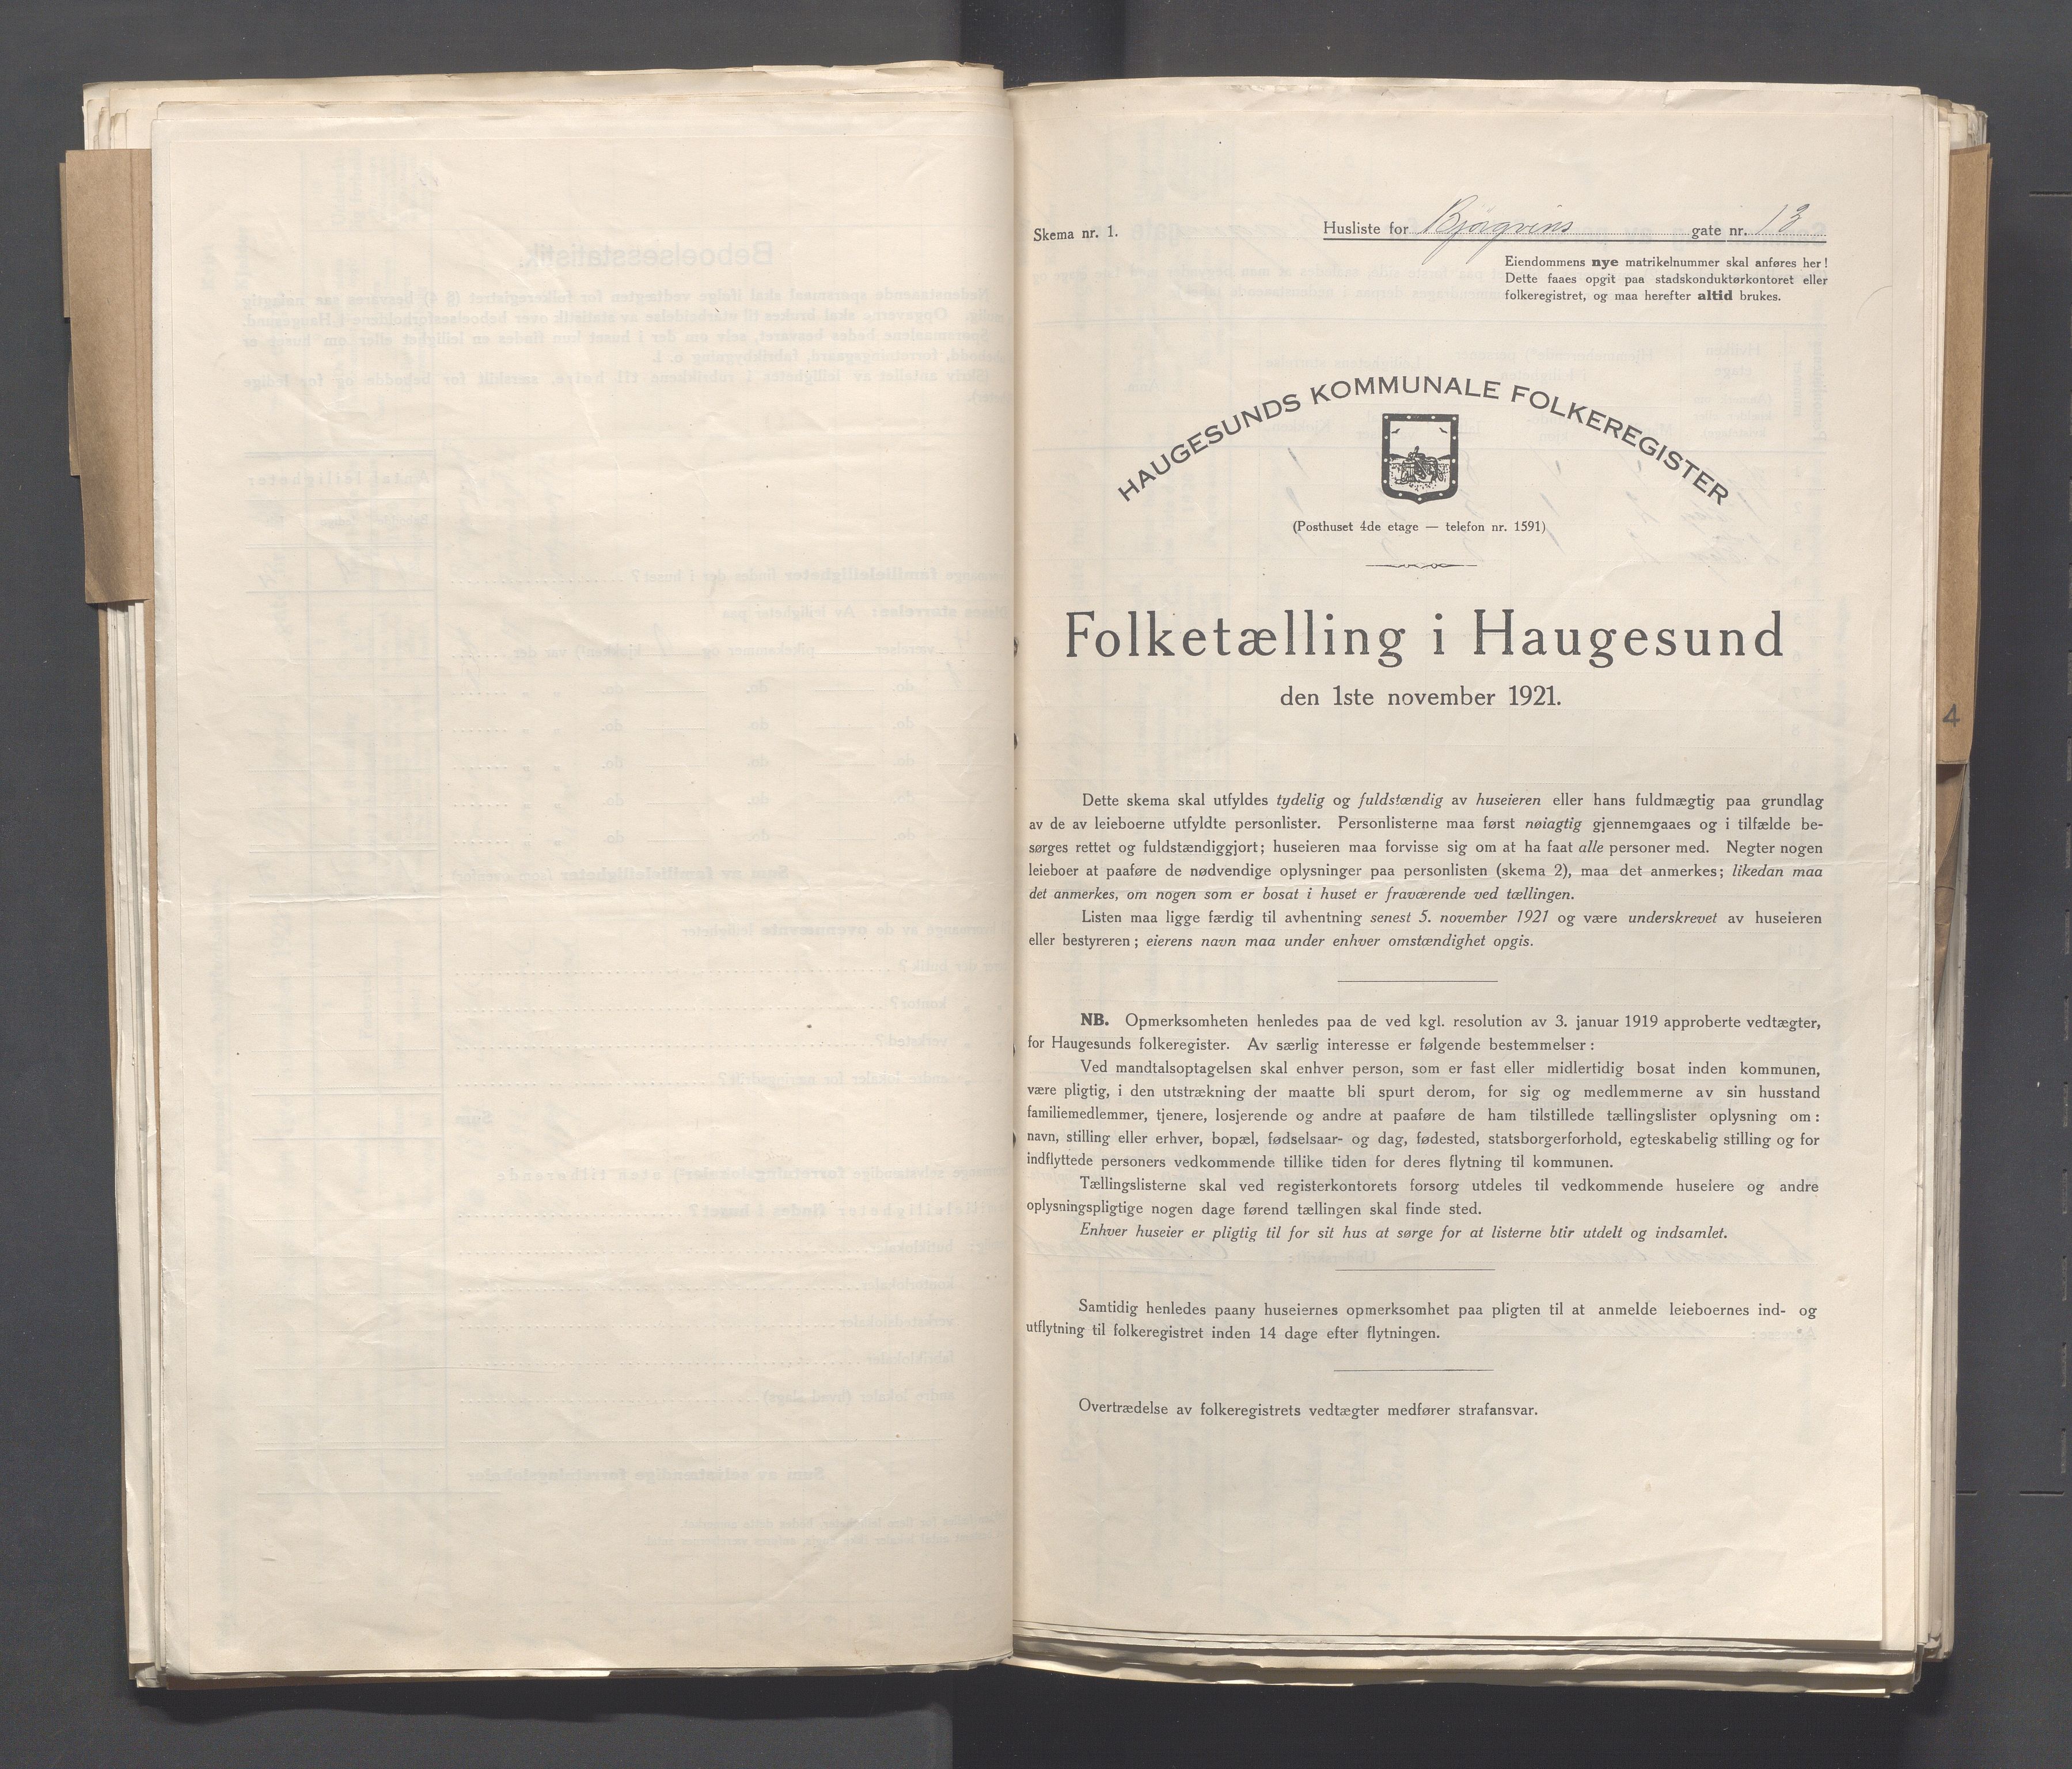 Skema nr. 1.
Husliste for Bjørgvins gate nr. 13
Eiendommens nye matrikelnummer skal anføres her!
Dette faaes opgit paa stadskonduktørkontoret eller
folkeregistret, og maa herefter altid brukes.
HAUGESUNDS KOMMUNALE FOLKEREGISTER
(Posthuset 4de etage — telefon nr. 1591)
Folketælling i Haugesund
den 1ste november 1921.
Dette skema skal utfyldes tydelig og fuldstændig av huseieren eller hans fuldmægtig paa grundlag
av de av leieboerne utfyldte personlister. Personlisterne maa først nøiagtig gjennemgaaes og i tilfælde be-
sørges rettet og fuldstændiggjort; huseieren maa forvisse sig om at ha faat alle personer med. Negter nogen
leieboer at paaføre de nødvendige oplysninger paa personlisten (skema 2), maa det anmerkes; likedan maa
det anmerkes, om nogen som er bosat i huset er fraværende ved tællingen.
Listen maa ligge færdig til avhentning senest 5. november 1921 og være underskrevet av huseieren
eller bestyreren; eierens navn maa under enhver omstændighet opgis.
NB. Opmerksomheten henledes paa de ved kgl. resolution av 3. januar 1919 approberte vedtægter,
for Haugesunds folkeregister. Av særlig interesse er følgende bestemmelser:
Ved mandtalsoptagelsen skal enhver person, som er fast eller midlertidig bosat inden kommunen,
være pligtig, i den utstrækning der maatte bli spurt derom, for sig og medlemmerne av sin husstand
familiemedlemmer, tjenere, losjerende og andre at paaføre de ham tilstillede tællingslister oplysning om:
navn, stilling eller erhver, bopæl, fødselsaar- og dag, fødested, statsborgerforhold, egteskabelig stilling og for
indflyttede personers vedkommende tillike tiden for deres flytning til kommunen.
Tællingslisterne skal ved registerkontorets forsorg utdeles til vedkommende huseiere og andre
oplysningspligtige nogen dage førend tællingen skal finde sted.
Enhver huseier er pligtig til for sit hus at sørge for at listerne blir utdelt og indsamlet.
Samtidig henledes paany huseiernes opmerksomhet paa pligten til at anmelde leieboernes ind- og
utflytning til folkeregistret inden 14 dage efter flytningen.
Overtrædelse av folkeregistrets vedtægter medfører strafansvar.
4